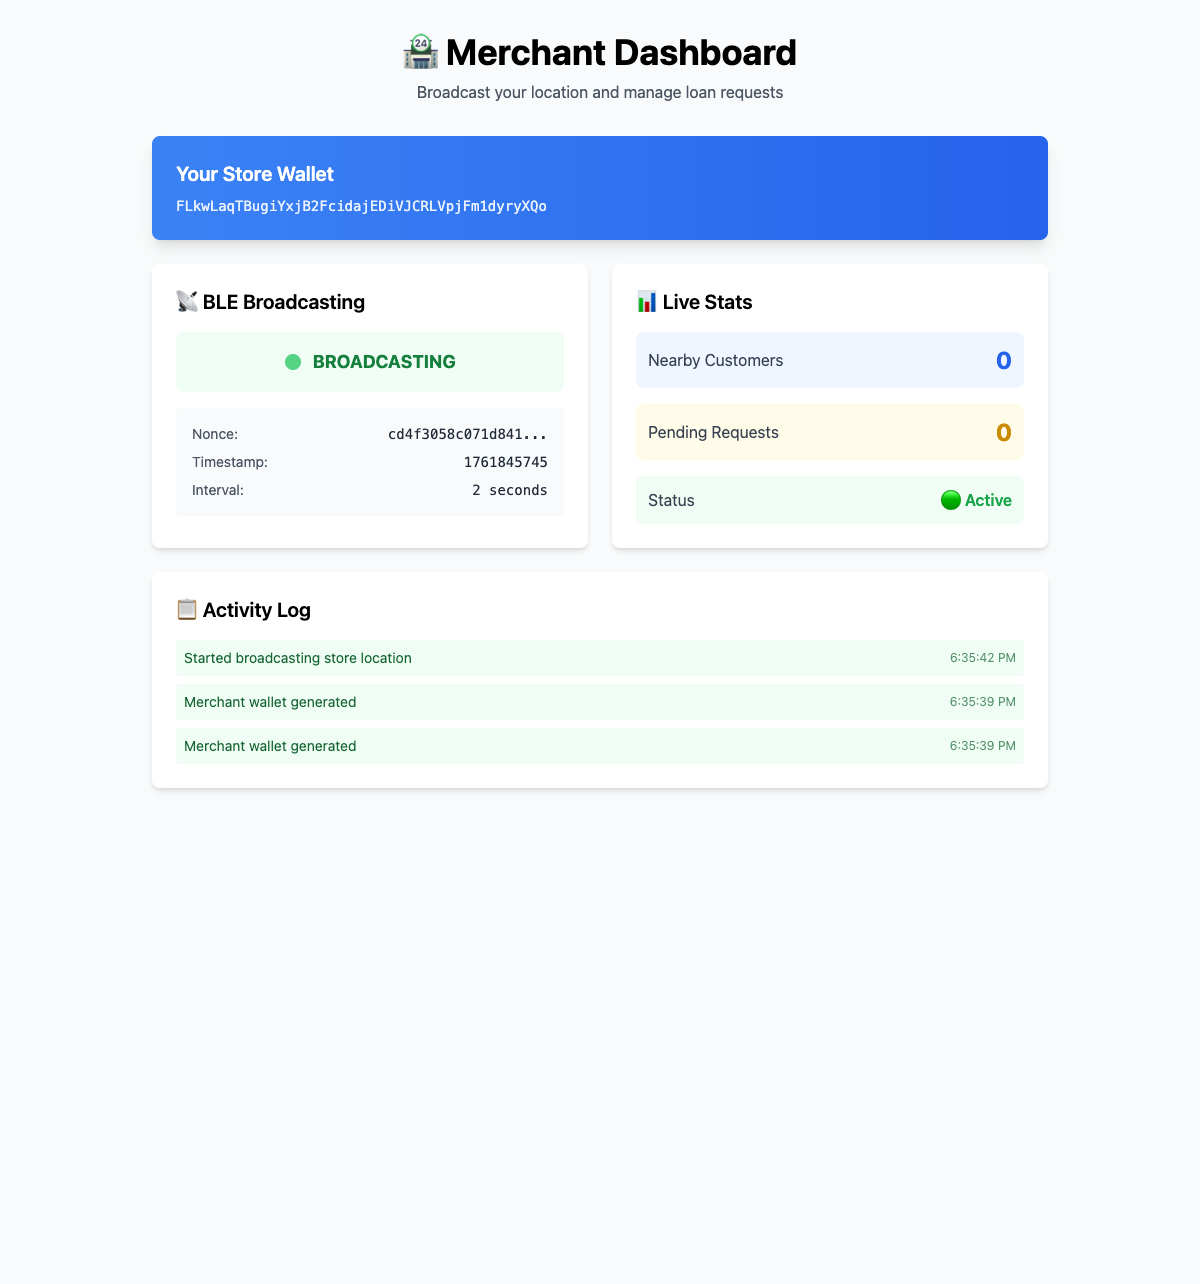 Merchant Dashboard
Broadcast your location and manage loan requests
Your Store Wallet
FLkwLaqTBugiYxjB2FcidajEDiVJCRLVpjFm1dyryXQo
BLE Broadcasting
BROADCASTING
Nonce: cd4f3058c071d841...
Timestamp: 1761845745
Interval: 2 seconds
Live Stats
Nearby Customers 0
Pending Requests 0
Status Active
Activity Log
Started broadcasting store location 6:35:42 PM
Merchant wallet generated 6:35:39 PM
Merchant wallet generated 6:35:39 PM